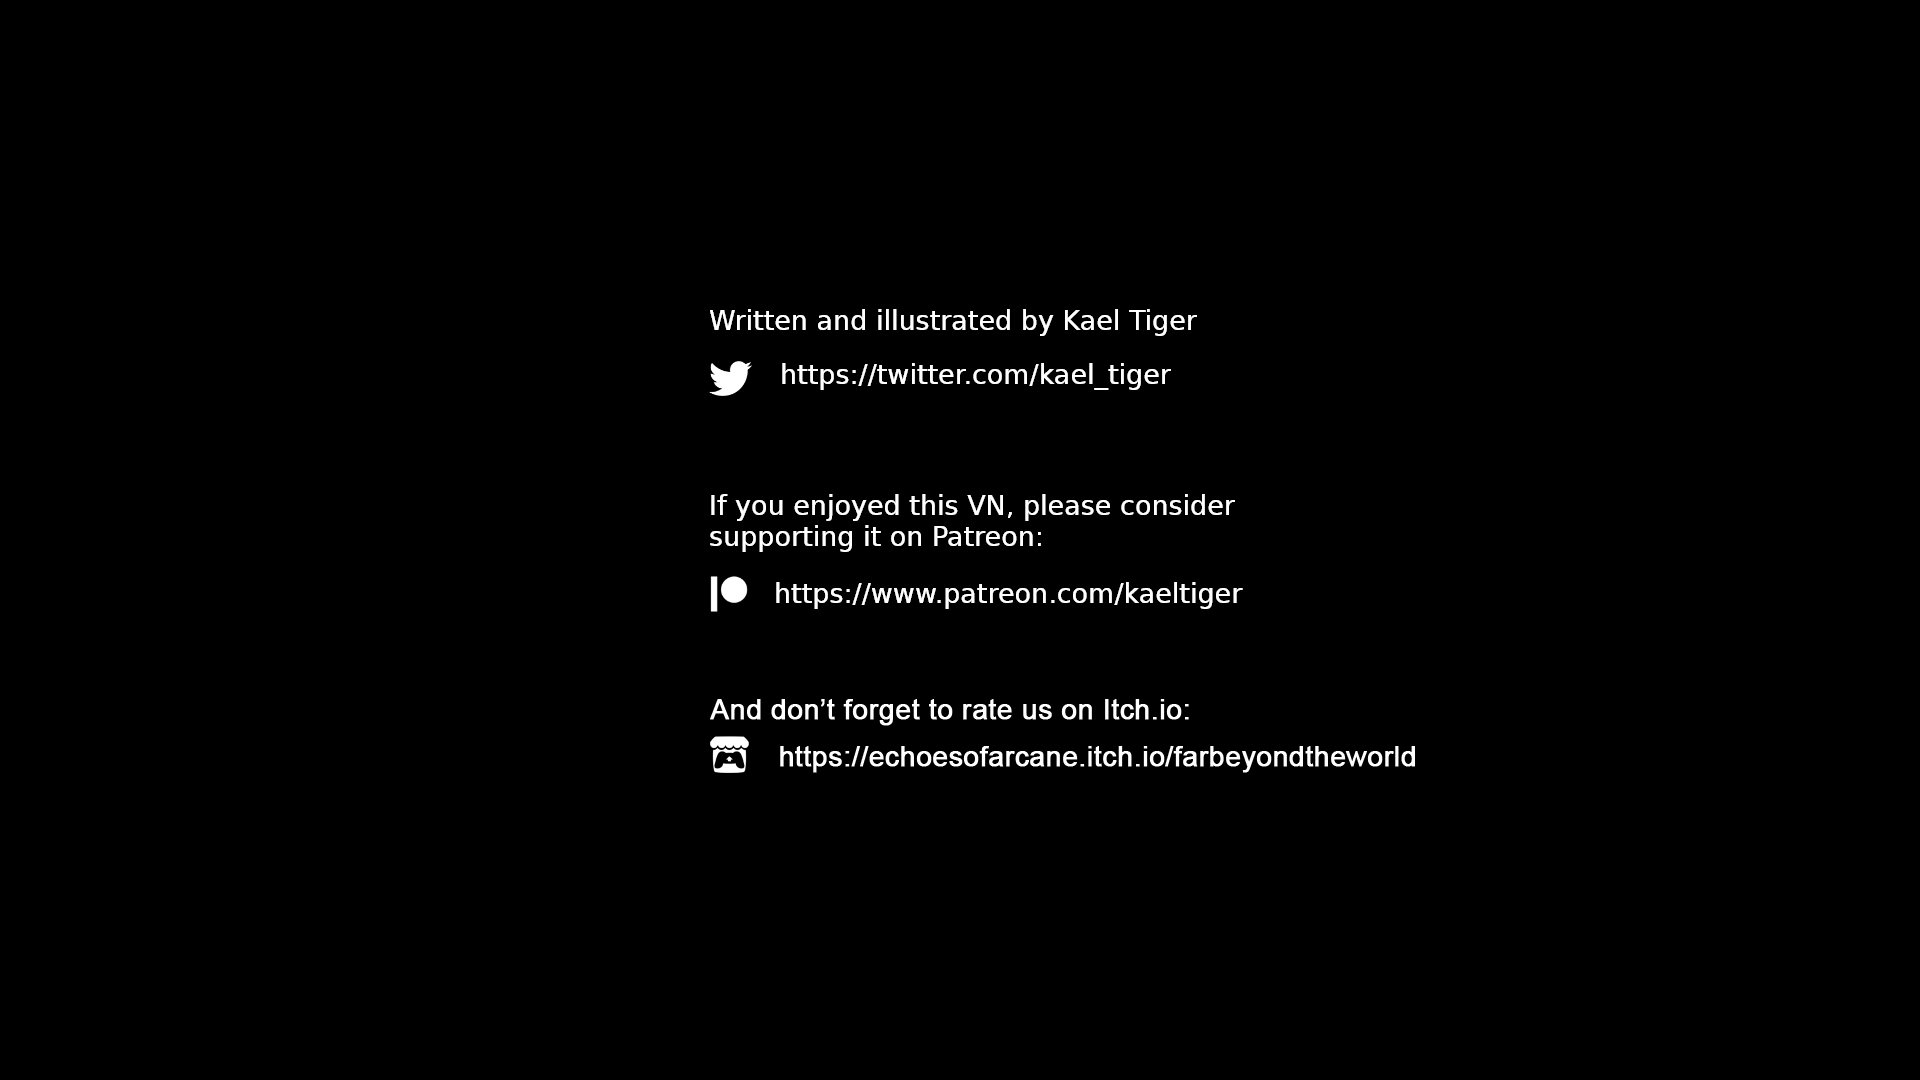 Written and illustrated by Kael Tiger
https://twitter.com/kael_tiger
If you enjoyed this VN, please consider
supporting it on Patreon:
https://www.patreon.com/kaeltiger
And don’t forget to rate us on Itch.io:
https://echoesofarcane.itch.io/farbeyondtheworld